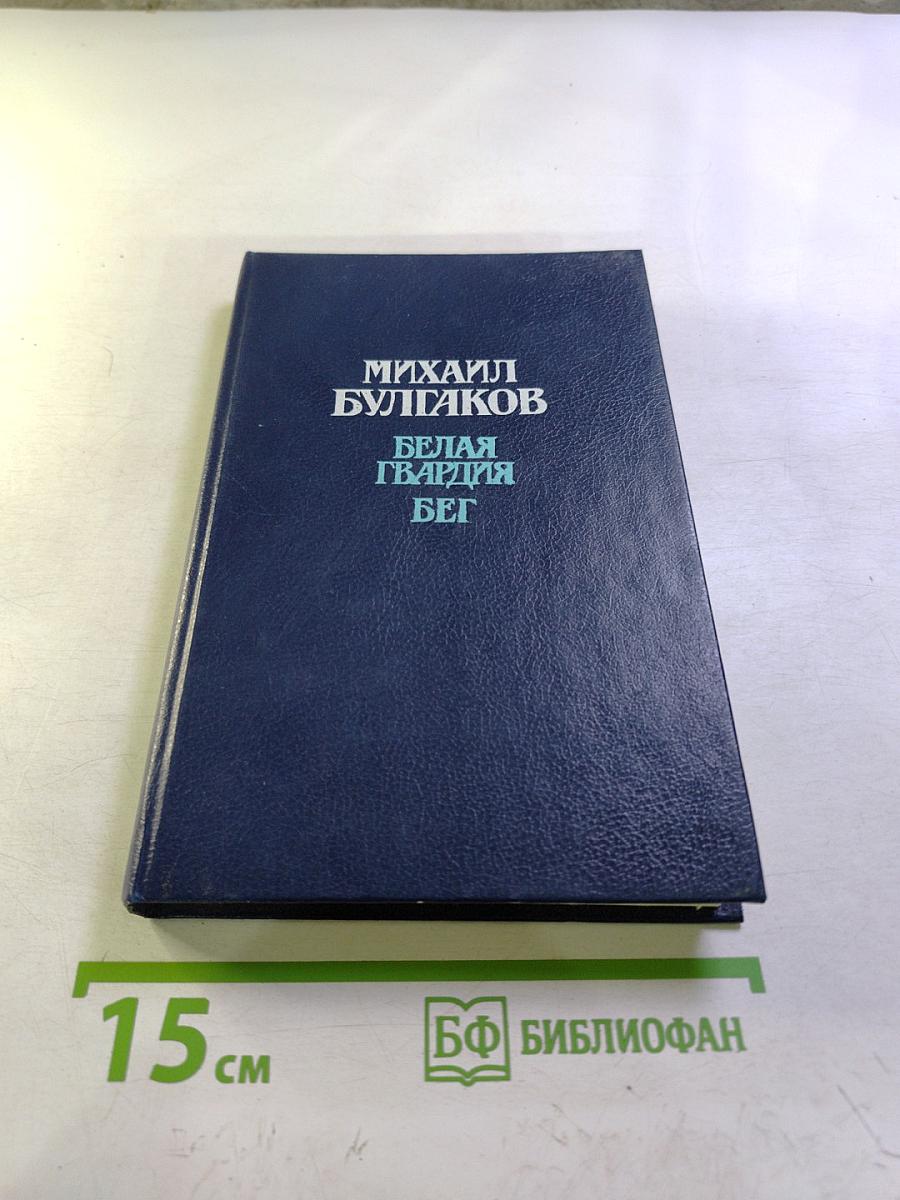 МИХАИЛ
БУЛГАКОВ
БЕЛАЯ
ГВАРДИЯ
БЕГ
15 см
БФ БИБЛИОФАН